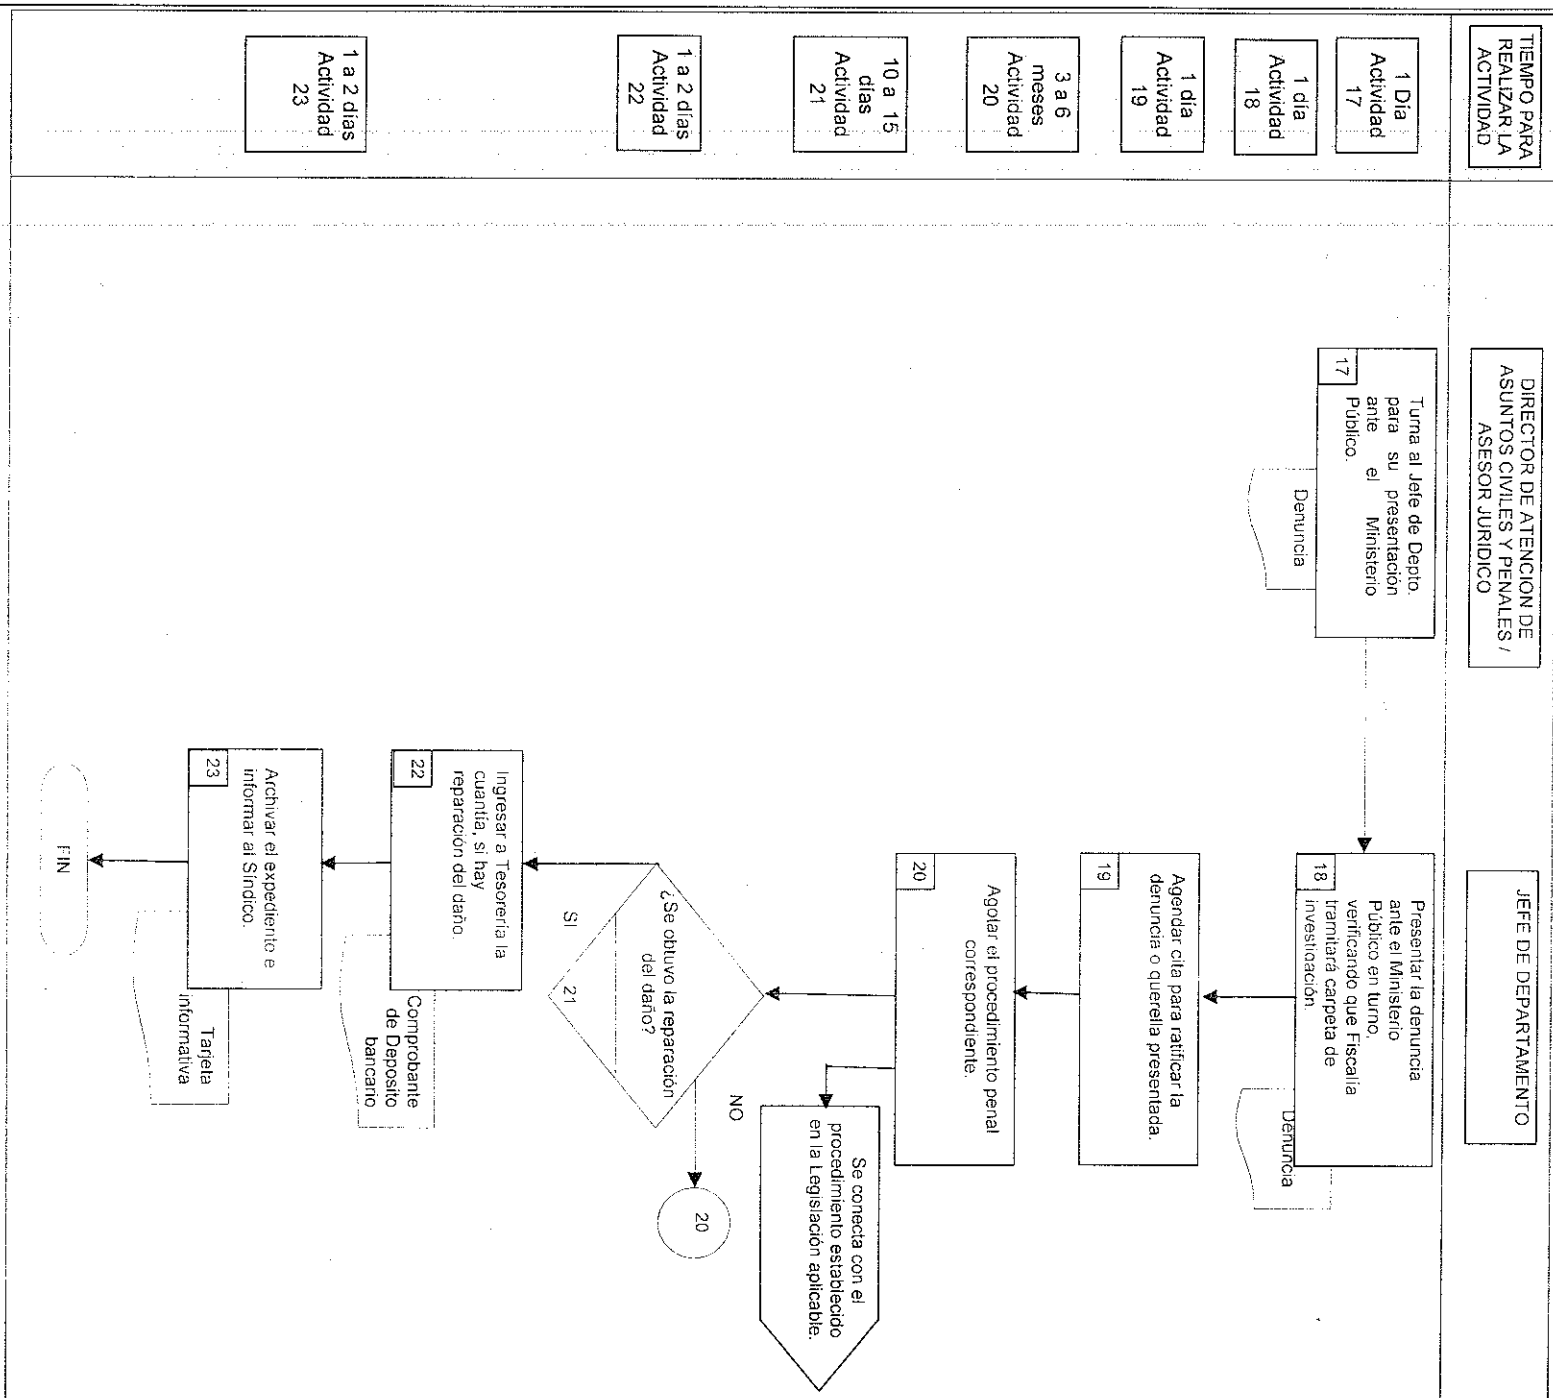 TIEMPO PARA
REALIZAR LA
ACTIVIDAD
DIRECTOR DE ATENCION DE
ASUNTOS CIVILES Y PENALES /
ASESOR JURIDICO
JEFE DE DEPARTAMENTO
1 Día
Actividad
17
1 día
Actividad
18
1 día
Actividad
19
3 a 6
meses
Actividad
20
10 a 15
días
Actividad
21
1 a 2 días
Actividad
22
1 a 2 días
Actividad
23
Turna al Jefe de Depto.
para su presentación
ante el Ministerio
Público.
17
Denuncia
Presentar la denuncia
ante el Ministerio
Público en turno,
verificando que Fiscalía
tramitará carpeta de
investigación.
18
Denuncia
Agendar cita para ratificar la
denuncia o querella presentada.
19
Agotar el procedimiento penal
correspondiente.
20
Se conecta con el
procedimiento establecido
en la Legislación aplicable.
¿Se obtuvo la reparación
del daño?
21
NO
20
SI
Ingresar a Tesorería la
cuantía, si hay
reparación del daño.
22
Comprobante
de Deposito
bancario
Archivar el expediente e
informar al Síndico.
23
Tarjeta
informativa
FIN